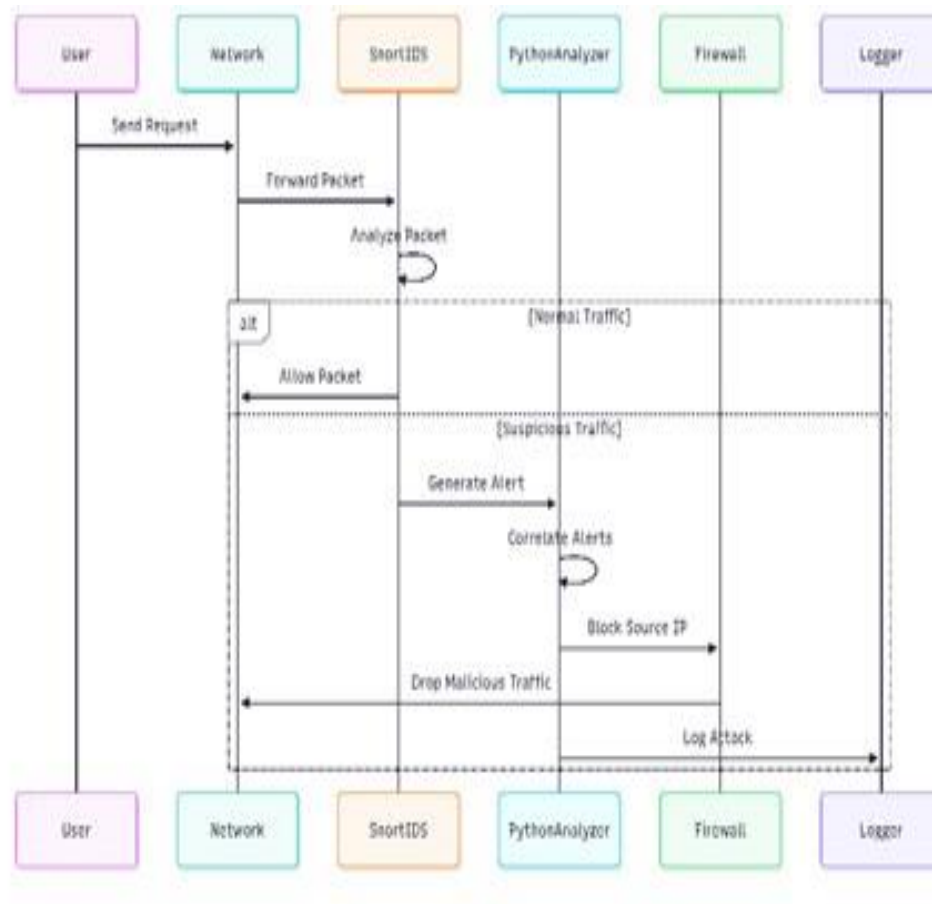 User
Network
SnortIDS
PythonAnalyzer
Firewall
Logger
Send Request
Forward Packet
Analyze Packet
alt
[Normal Traffic]
Allow Packet
[Suspicious Traffic]
Generate Alert
Correlate Alerts
Block Source IP
Drop Malicious Traffic
Log Attack
User
Network
SnortIDS
PythonAnalyzer
Firewall
Logger